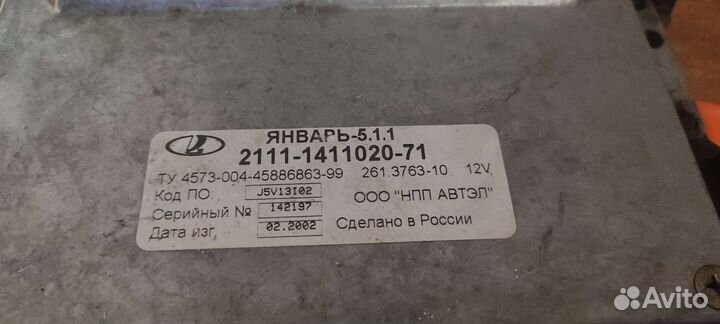 ЯНВАРЬ-5.1.1
2111-1411020-71
ТУ 4573-004-45886863-99 261.3763-10 12V
Код ПО J5V13I02 ООО "НПП АВТЭЛ"
Серийный № 142197
Дата изг. 02.2002 Сделано в России
Avito